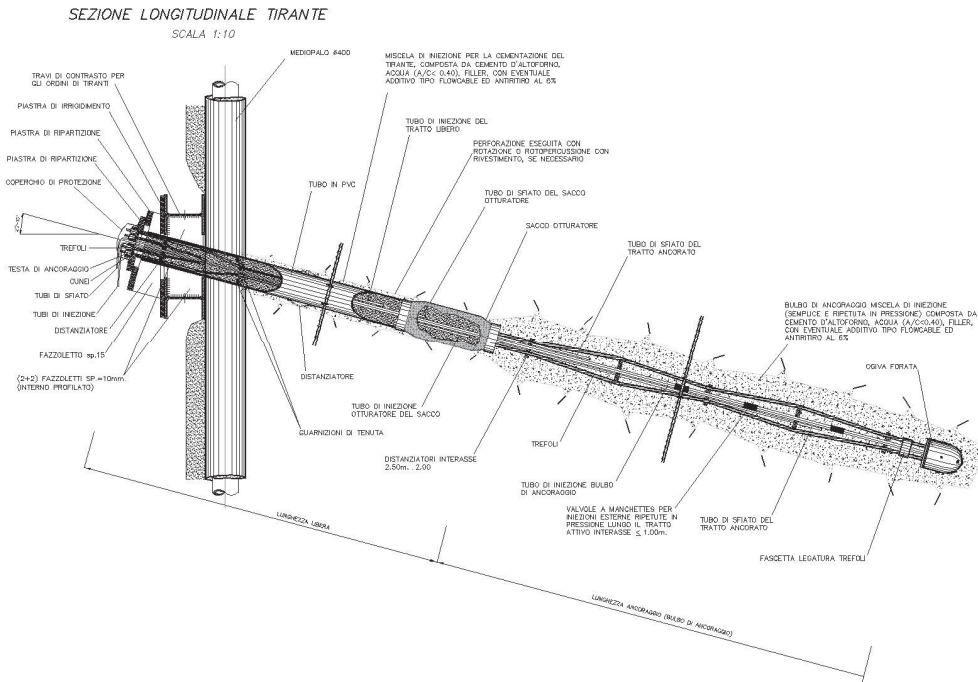 SEZIONE LONGITUDINALE TIRANTE
SCALA 1:10
MEDIOPALO ø400
MISCELA DI INIEZIONE PER LA CEMENTAZIONE DEL
TIRANTE, COMPOSTA DA CEMENTO D'ALTOFORNO,
ACQUA (A/C< 0.40), FILLER, CON EVENTUALE
ADDITIVO TIPO FLOWCABLE ED ANTIRITIRO AL 6%
TRAVI DI CONTRASTO PER
GLI ORDINI DI TIRANTI
PIASTRA DI IRRIGIDIMENTO
PIASTRA DI RIPARTIZIONE
PIASTRA DI RIPARTIZIONE
COPERCHIO DI PROTEZIONE
TREFOLI
TESTA DI ANCORAGGIO
CUNEI
TUBI DI SFIATO
TUBI DI INIEZIONE
DISTANZIATORE
FAZZOLETTO sp.15
(2+2) FAZZOLETTI SP.=10mm.
(INTERNO PROFILATO)
TUBO IN PVC
TUBO DI INIEZIONE DEL
TRATTO LIBERO
PERFORAZIONE ESEGUITA CON
ROTAZIONE O ROTOPERCUSSIONE CON
RIVESTIMENTO, SE NECESSARIO
TUBO DI SFIATO DEL SACCO
OTTURATORE
SACCO OTTURATORE
TUBO DI SFIATO DEL
TRATTO ANCORATO
BULBO DI ANCORAGGIO MISCELA DI INIEZIONE
(SEMPLICE E RIPETUTA IN PRESSIONE) COMPOSTA DA
CEMENTO D'ALTOFORNO, ACQUA (A/C<0.40), FILLER,
CON EVENTUALE ADDITIVO TIPO FLOWCABLE ED
ANTIRITIRO AL 6%
OGIVA FORATA
DISTANZIATORE
TUBO DI INIEZIONE
OTTURATORE DEL SACCO
GUARNIZIONI DI TENUTA
TREFOLI
DISTANZIATORI INTERASSE
2.50m. 2.00
TUBO DI INIEZIONE BULBO
DI ANCORAGGIO
VALVOLE A MANCHETTES PER
INIEZIONI ESTERNE RIPETUTE IN
PRESSIONE LUNGO IL TRATTO
ATTIVO INTERASSE ≤ 1.00m.
TUBO DI SFIATO DEL
TRATTO ANCORATO
FASCETTA LEGATURA TREFOLI
LUNGHEZZA LIBERA
LUNGHEZZA ANCORAGGIO (BULBO DI ANCORAGGIO)